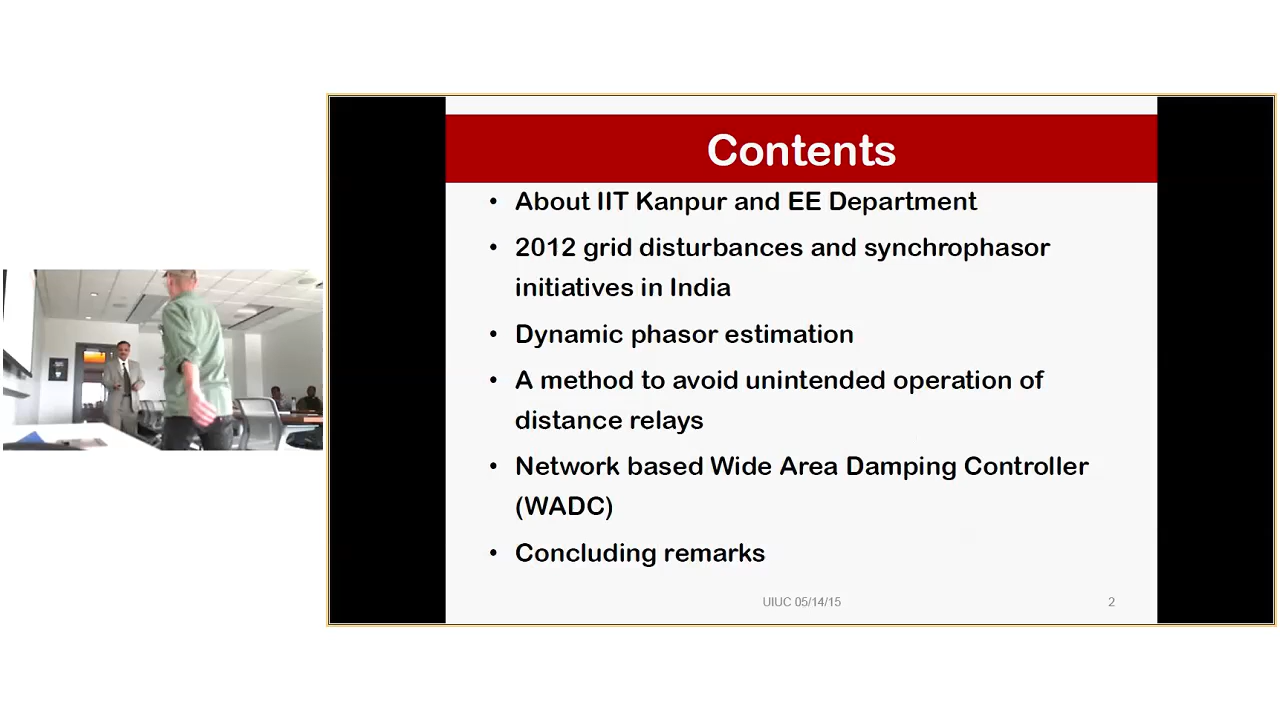 Contents
• About IIT Kanpur and EE Department
• 2012 grid disturbances and synchrophasor
initiatives in India
• Dynamic phasor estimation
• A method to avoid unintended operation of
distance relays
• Network based Wide Area Damping Controller
(WADC)
• Concluding remarks
UIUC 05/14/15
2